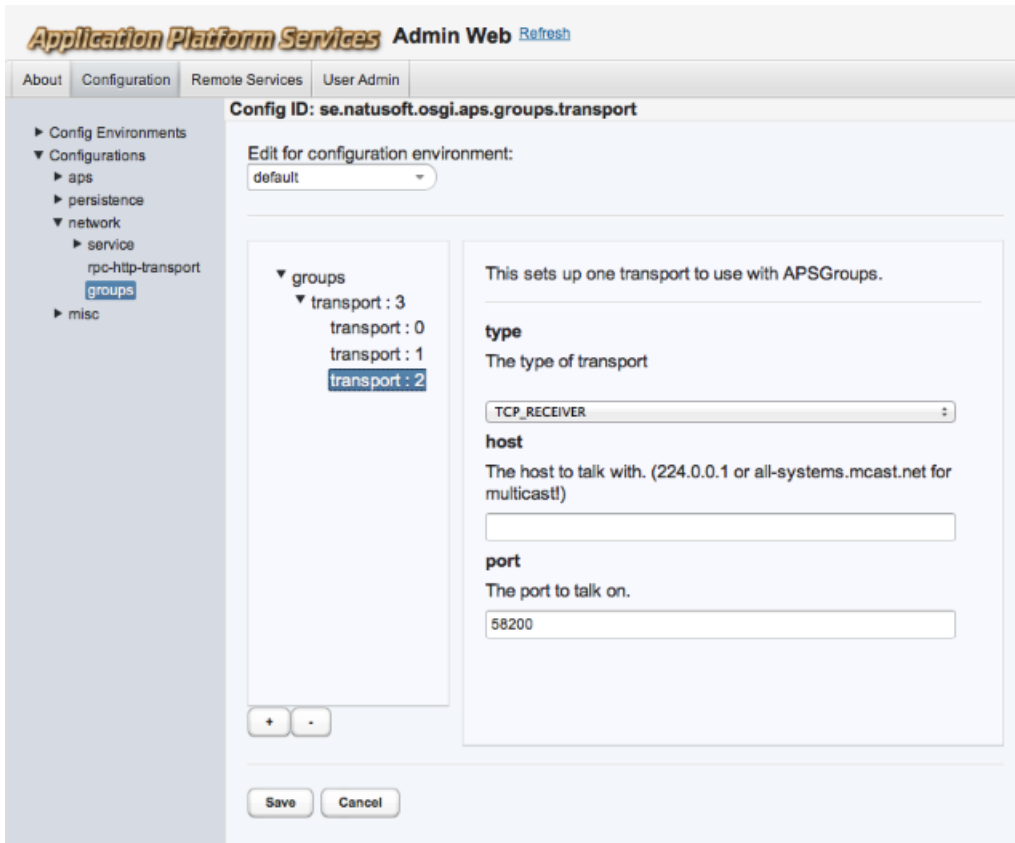 Application Platform Services Admin Web Refresh
About Configuration Remote Services User Admin
Config ID: se.natusoft.osgi.aps.groups.transport
Config Environments
Configurations
aps
persistence
network
service
rpc-http-transport
groups
misc
Edit for configuration environment:
default
groups
transport : 3
transport : 0
transport : 1
transport : 2
+ -
This sets up one transport to use with APSGroups.
type
The type of transport
TCP_RECEIVER
host
The host to talk with. (224.0.0.1 or all-systems.mcast.net for
multicast!)
port
The port to talk on.
58200
Save Cancel